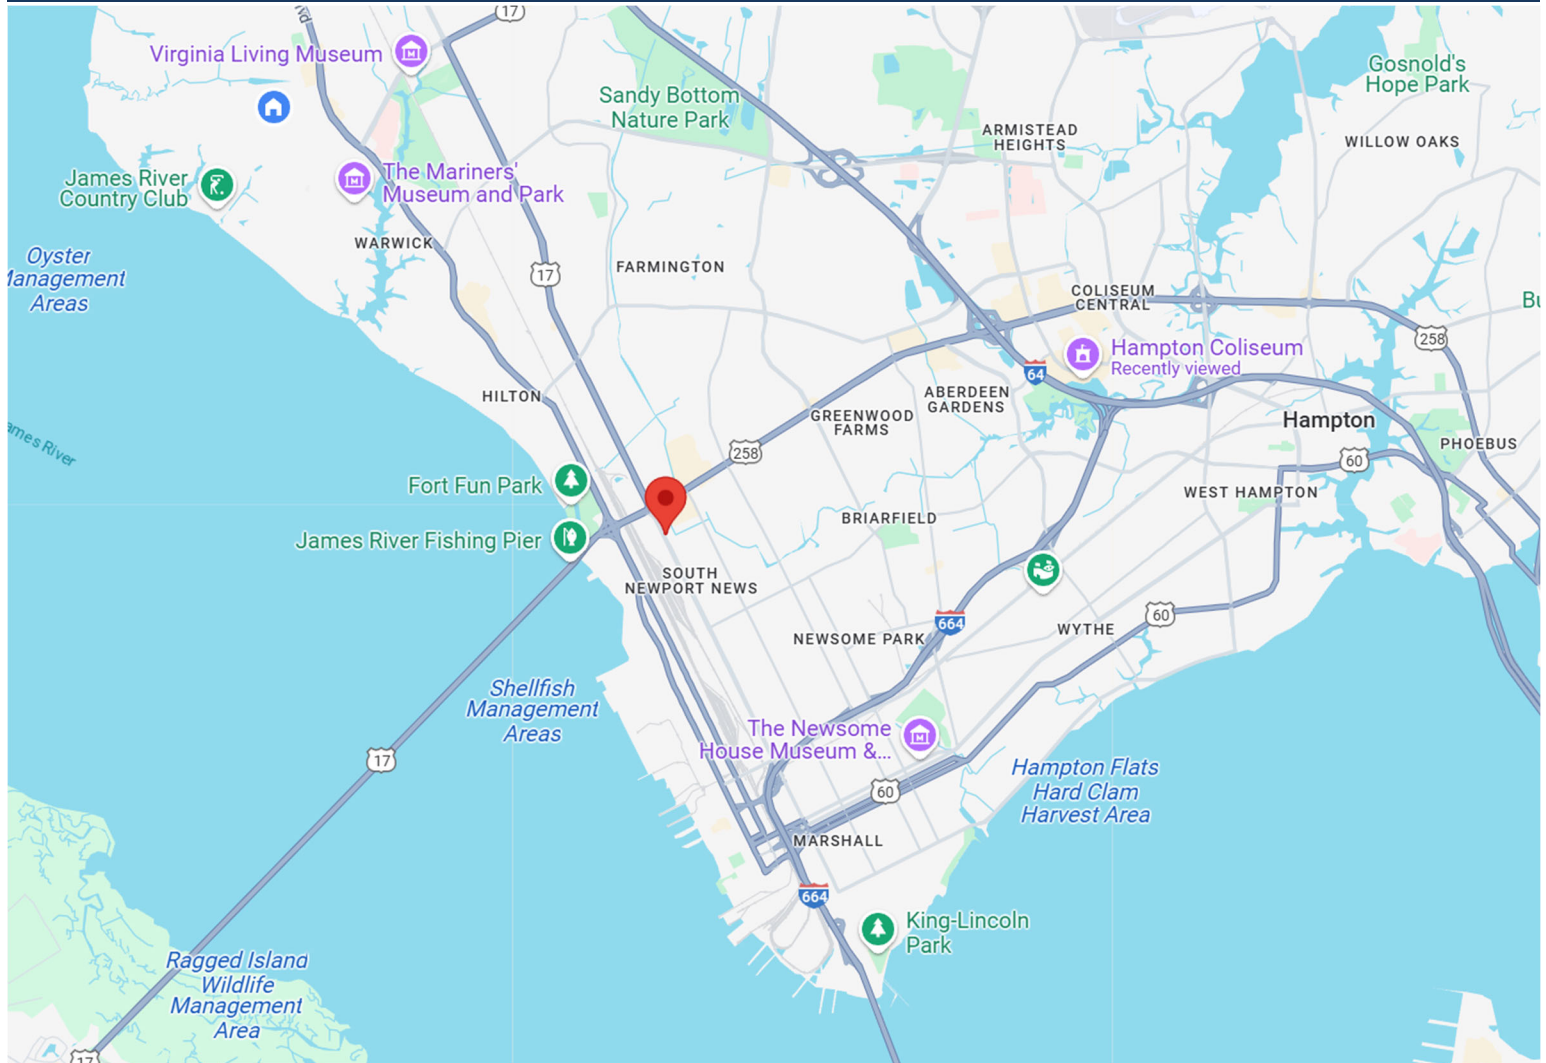 17
Virginia Living Museum
Sandy Bottom
Nature Park
Gosnold's
Hope Park
ARMISTEAD
HEIGHTS
WILLOW OAKS
James River
Country Club
The Mariners'
Museum and Park
WARWICK
Oyster
Management
Areas
17
FARMINGTON
COLISEUM
CENTRAL
258
Hampton Coliseum
Recently viewed
64
HILTON
ABERDEEN
GARDENS
GREENWOOD
FARMS
Hampton
James River
PHOEBUS
258
60
Fort Fun Park
WEST HAMPTON
BRIARFIELD
James River Fishing Pier
SOUTH
NEWPORT NEWS
664
60
WYTHE
NEWSOME PARK
Shellfish
Management
Areas
The Newsome
House Museum &...
17
60
Hampton Flats
Hard Clam
Harvest Area
MARSHALL
664
King-Lincoln
Park
Ragged Island
Wildlife
Management
Area
17